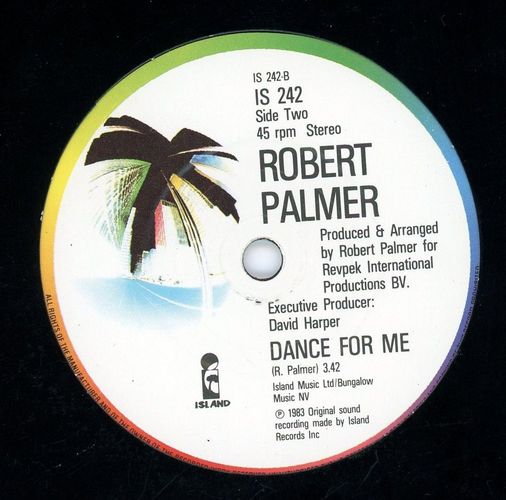 IS 242-B
IS 242
Side Two
45 rpm Stereo
ROBERT
PALMER
Produced & Arranged
by Robert Palmer for
Revpek International
Productions BV.
Executive Producer:
David Harper
DANCE FOR ME
(R. Palmer) 3.42
Island Music Ltd/Bungalow
Music NV
℗ 1983 Original sound
recording made by Island
Records Inc
ISLAND
ALL RIGHTS OF THE MANUFACTURER AND OF THE OWNER OF THE RECORDED